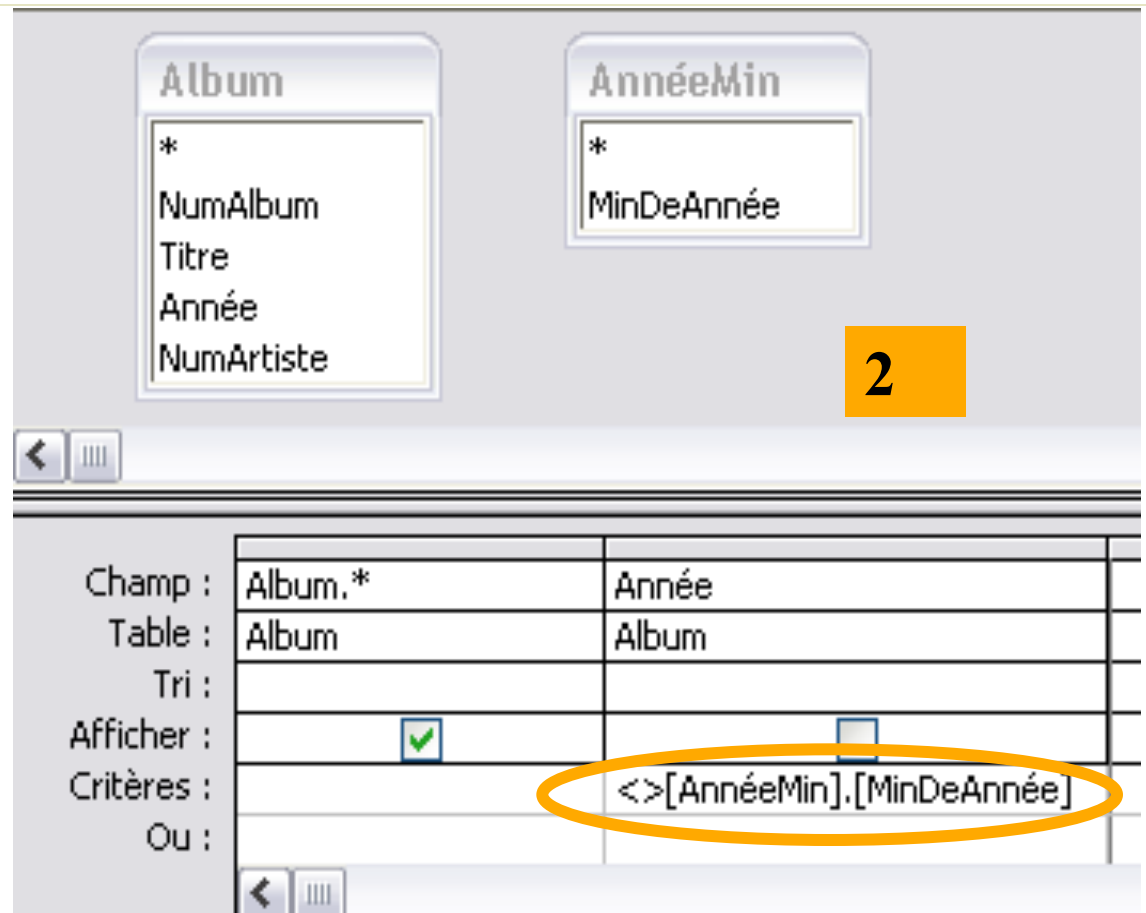 Album
*
NumAlbum
Titre
Année
NumArtiste
AnnéeMin
*
MinDeAnnée
2
Champ : Album.* Année
Table : Album Album
Tri :
Afficher :
Critères : <>[AnnéeMin].[MinDeAnnée]
Ou :